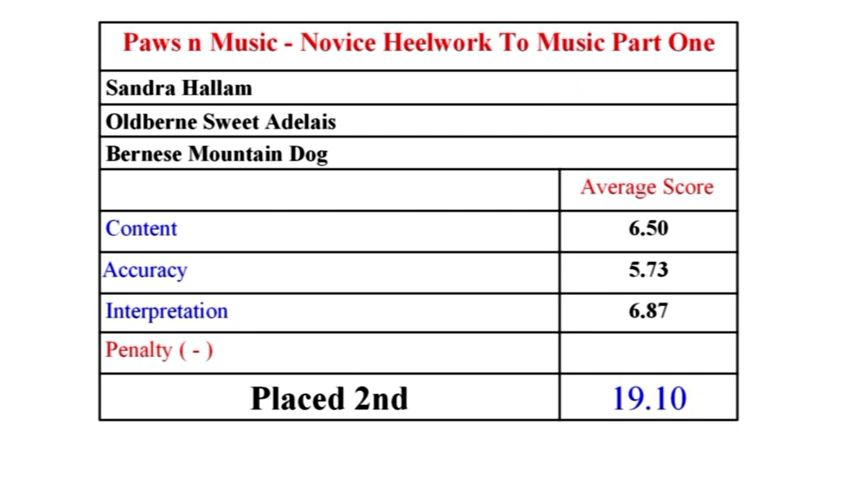 Paws n Music - Novice Heelwork To Music Part One
Sandra Hallam
Oldberne Sweet Adelais
Bernese Mountain Dog
Average Score
Content 6.50
Accuracy 5.73
Interpretation 6.87
Penalty ( - )
Placed 2nd 19.10